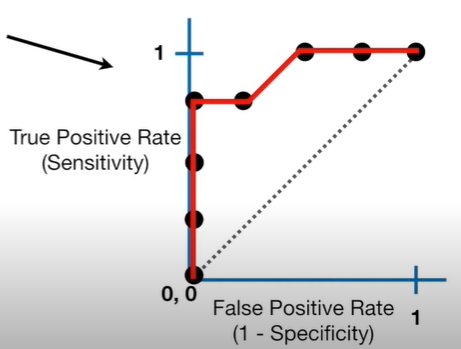 1
True Positive Rate
(Sensitivity)
0, 0
False Positive Rate
(1 - Specificity)
1